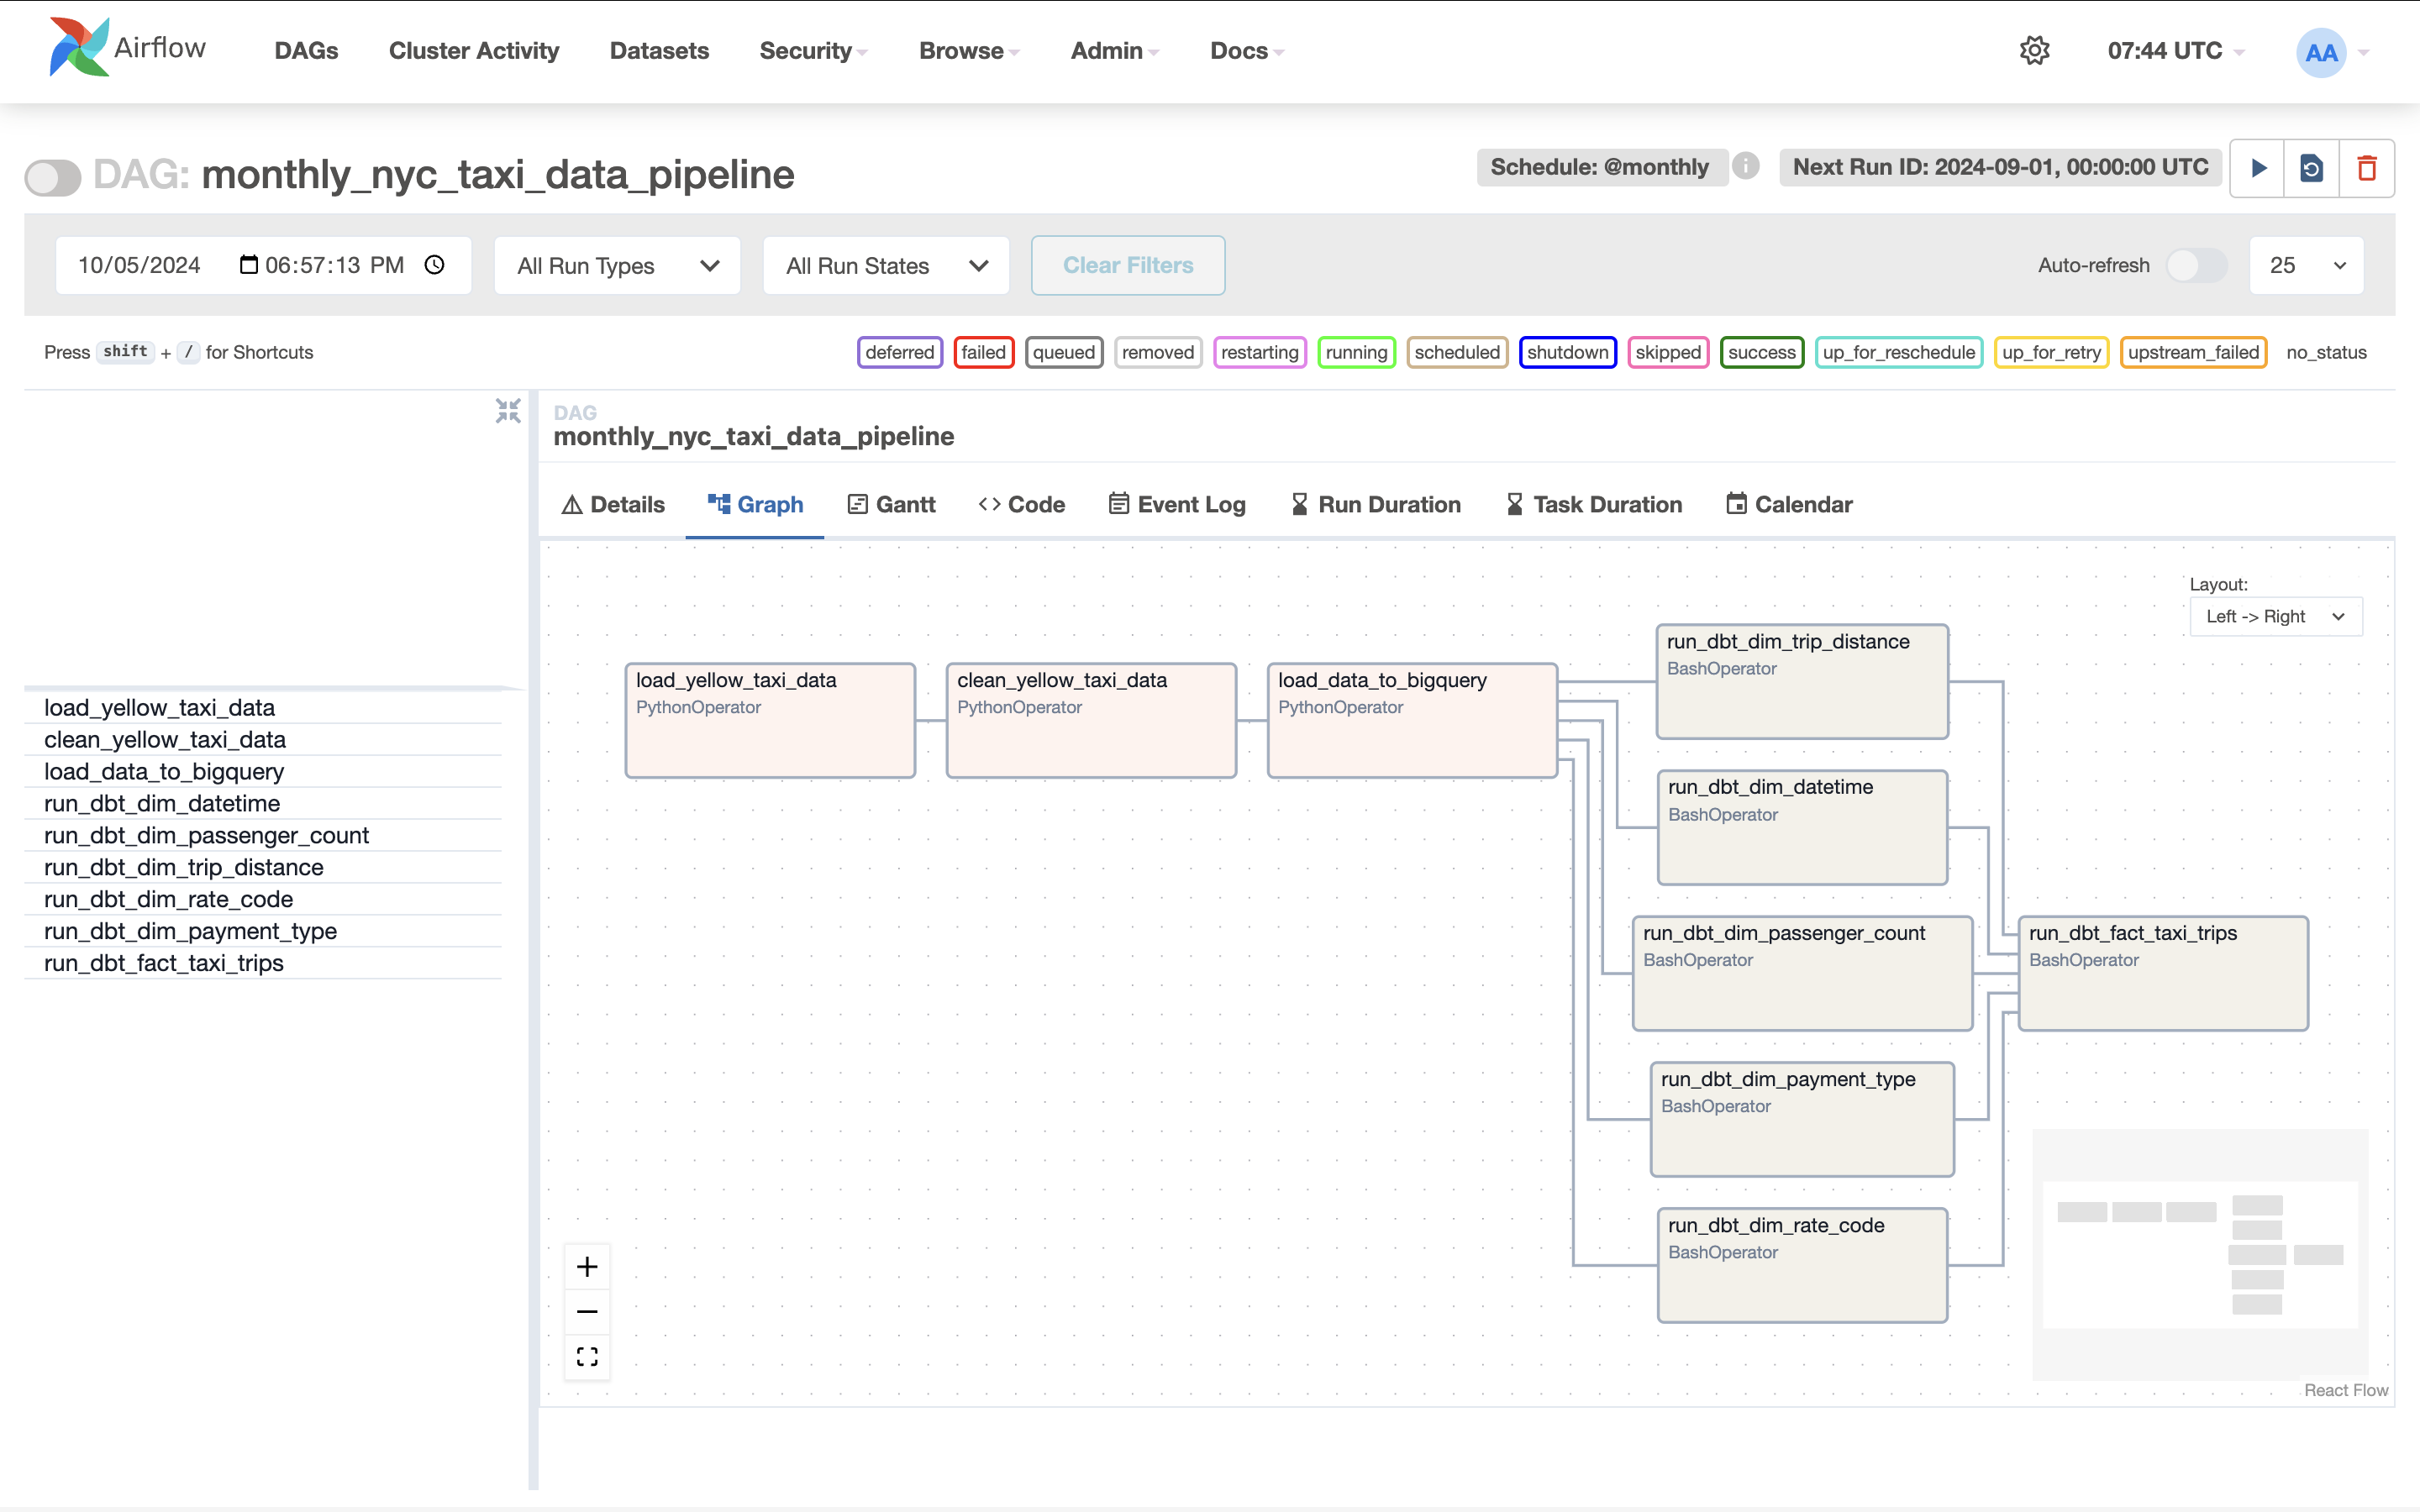 Airflow DAGs Cluster Activity Datasets Security Browse Admin Docs 07:44 UTC AA
DAG: monthly_nyc_taxi_data_pipeline Schedule: @monthly i Next Run ID: 2024-09-01, 00:00:00 UTC
10/05/2024 06:57:13 PM All Run Types All Run States Clear Filters Auto-refresh 25
Press shift + / for Shortcuts deferred failed queued removed restarting running scheduled shutdown skipped success up_for_reschedule up_for_retry upstream_failed no_status
load_yellow_taxi_data
clean_yellow_taxi_data
load_data_to_bigquery
run_dbt_dim_datetime
run_dbt_dim_passenger_count
run_dbt_dim_trip_distance
run_dbt_dim_rate_code
run_dbt_dim_payment_type
run_dbt_fact_taxi_trips
DAG
monthly_nyc_taxi_data_pipeline
Details Graph Gantt <> Code Event Log Run Duration Task Duration Calendar
Layout:
Left -> Right
load_yellow_taxi_data
PythonOperator
clean_yellow_taxi_data
PythonOperator
load_data_to_bigquery
PythonOperator
run_dbt_dim_trip_distance
BashOperator
run_dbt_dim_datetime
BashOperator
run_dbt_dim_passenger_count
BashOperator
run_dbt_dim_payment_type
BashOperator
run_dbt_dim_rate_code
BashOperator
run_dbt_fact_taxi_trips
BashOperator
React Flow